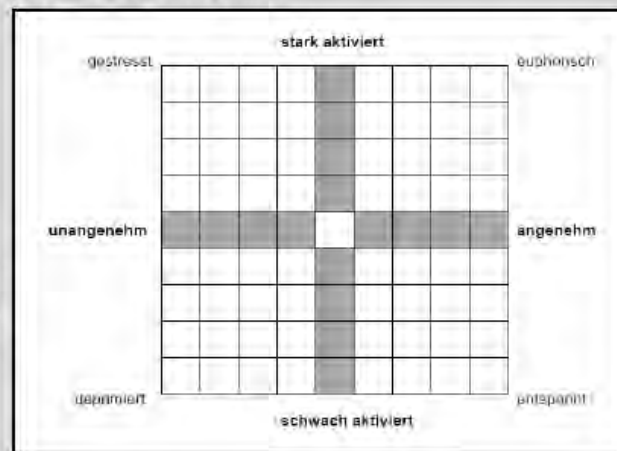 stark aktiviert
gestresst euphorisch
unangenehm angenehm
deprimiert entspannt
schwach aktiviert